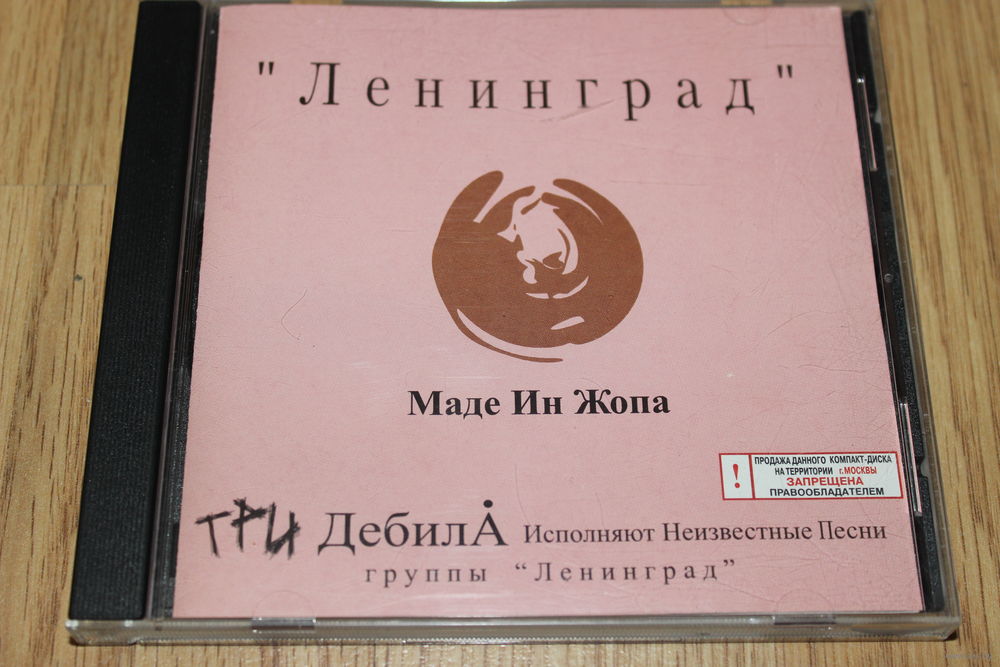 "Ленинград"
Маде Ин Жопа
!
ПРОДАЖА ДАННОГО КОМПАКТ-ДИСКА
НА ТЕРРИТОРИИ г.МОСКВЫ
ЗАПРЕЩЕНА
ПРАВООБЛАДАТЕЛЕМ
ТРИ ДебилА Исполняют Неизвестные Песни
группы "Ленинград"